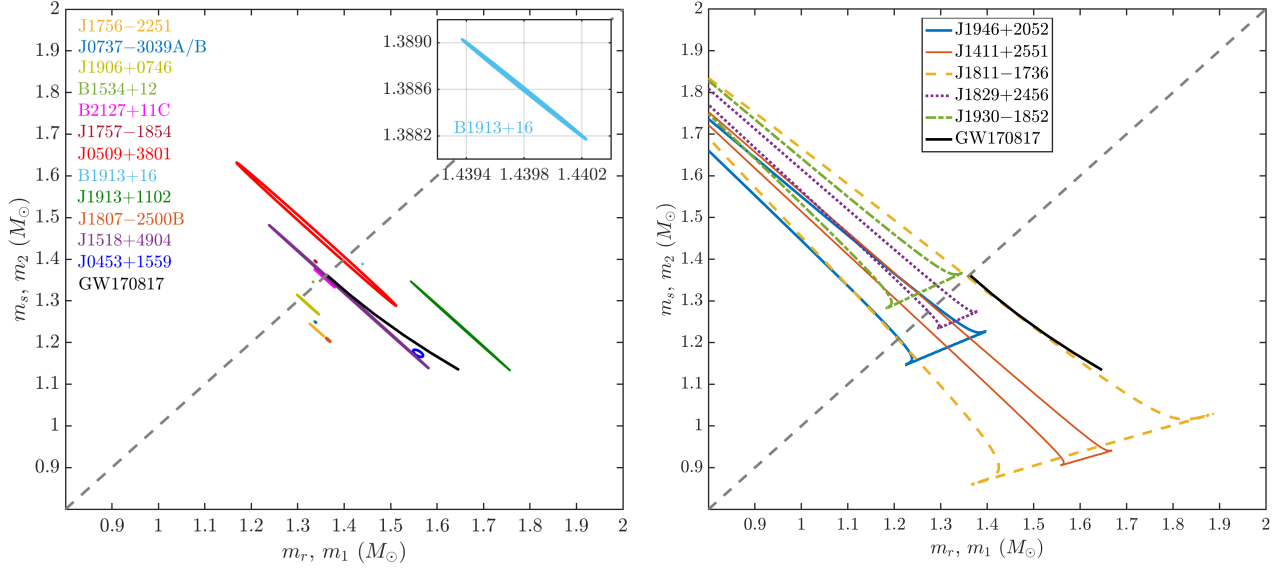 J1756−2251
J0737−3039A/B
J1906+0746
B1534+12
B2127+11C
J1757−1854
J0509+3801
B1913+16
J1913+1102
J1807−2500B
J1518+4904
J0453+1559
GW170817
1.3890
1.3886
1.3882
B1913+16
1.4394 1.4398 1.4402
2
1.9
1.8
1.7
1.6
1.5
1.4
1.3
1.2
1.1
1
0.9
m_s, m_2 (M_⊙)
0.9 1 1.1 1.2 1.3 1.4 1.5 1.6 1.7 1.8 1.9 2
m_r, m_1 (M_⊙)
J1946+2052
J1411+2551
J1811−1736
J1829+2456
J1930−1852
GW170817
2
1.9
1.8
1.7
1.6
1.5
1.4
1.3
1.2
1.1
1
0.9
m_s, m_2 (M_⊙)
0.9 1 1.1 1.2 1.3 1.4 1.5 1.6 1.7 1.8 1.9 2
m_r, m_1 (M_⊙)